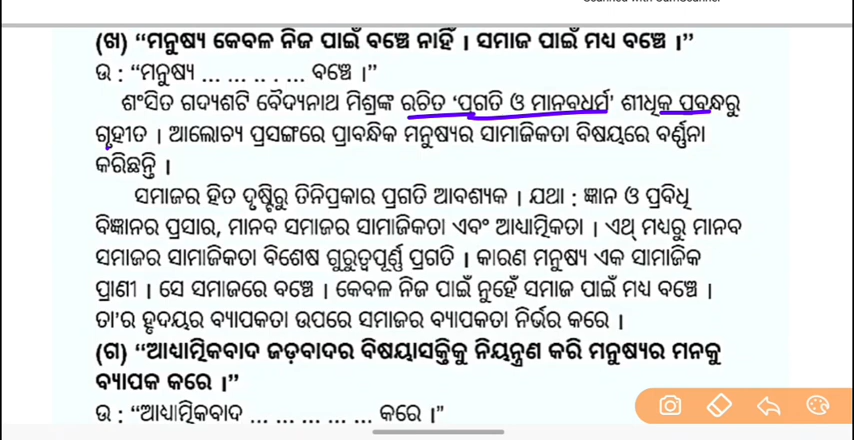 (ଖ) “ମନୁଷ୍ୟ କେବଳ ନିଜ ପାଇଁ ବଞ୍ଚେ ନାହିଁ । ସମାଜ ପାଇଁ ମଧ୍ୟ ବଞ୍ଚେ ।”
ଉ : “ମନୁଷ୍ୟ ... ... .. . ... ବଞ୍ଚେ ।”
ଶଂସିତ ଗଦ୍ୟଶଟି ବୈଦ୍ୟନାଥ ମିଶ୍ରଙ୍କ ରଚିତ ‘ପ୍ରଗତି ଓ ମାନବଧର୍ମ’ ଶୀର୍ଷକ ପ୍ରବନ୍ଧରୁ
ଗୃହୀତ । ଆଲୋଚ୍ୟ ପ୍ରସଙ୍ଗରେ ପ୍ରାବନ୍ଧିକ ମନୁଷ୍ୟର ସାମାଜିକତା ବିଷୟରେ ବର୍ଣ୍ଣନା
କରିଛନ୍ତି ।
ସମାଜର ହିତ ଦୃଷ୍ଟିରୁ ତିନିପ୍ରକାର ପ୍ରଗତି ଆବଶ୍ୟକ । ଯଥା : ଜ୍ଞାନ ଓ ପ୍ରବିଧି
ବିଜ୍ଞାନର ପ୍ରସାର, ମାନବ ସମାଜର ସାମାଜିକତା ଏବଂ ଆଧ୍ୟାତ୍ମିକତା । ଏଥି ମଧ୍ୟରୁ ମାନବ
ସମାଜର ସାମାଜିକତା ବିଶେଷ ଗୁରୁତ୍ୱପୂର୍ଣ୍ଣ ପ୍ରଗତି । କାରଣ ମନୁଷ୍ୟ ଏକ ସାମାଜିକ
ପ୍ରାଣୀ । ସେ ସମାଜରେ ବଞ୍ଚେ । କେବଳ ନିଜ ପାଇଁ ନୁହେଁ ସମାଜ ପାଇଁ ମଧ୍ୟ ବଞ୍ଚେ ।
ତା’ର ହୃଦୟର ବ୍ୟାପକତା ଉପରେ ସମାଜର ବ୍ୟାପକତା ନିର୍ଭର କରେ ।
(ଗ) “ଆଧ୍ୟାତ୍ମିକବାଦ ଜଡ଼ବାଦର ବିଷୟାସକ୍ତିକୁ ନିୟନ୍ତ୍ରଣ କରି ମନୁଷ୍ୟର ମନକୁ
ବ୍ୟାପକ କରେ ।”
ଉ : “ଆଧ୍ୟାତ୍ମିକବାଦ ... ... ... ... ... କରେ ।”